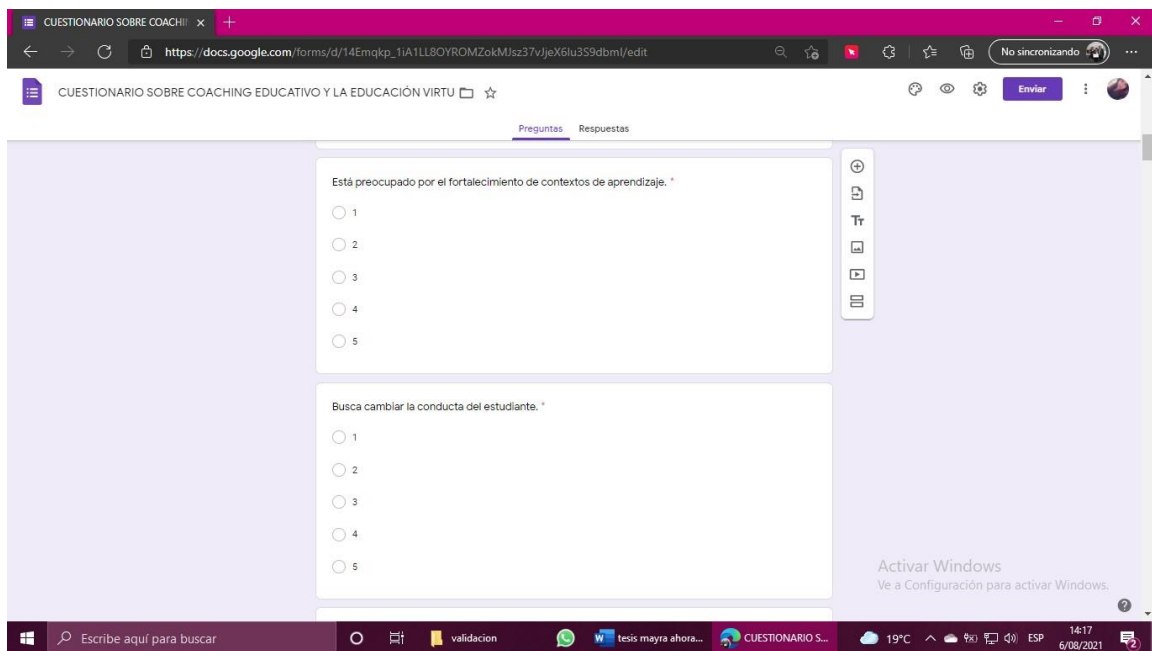 CUESTIONARIO SOBRE COACHI
https://docs.google.com/forms/d/14Emqkp_1iA1LL8OYROMZokMJsz37vJjeX6lu3S9dbmI/edit
No sincronizando
CUESTIONARIO SOBRE COACHING EDUCATIVO Y LA EDUCACIÓN VIRTU
Enviar
Preguntas Respuestas
Está preocupado por el fortalecimiento de contextos de aprendizaje. *
1
2
3
4
5
Busca cambiar la conducta del estudiante. *
1
2
3
4
5
Activar Windows
Ve a Configuración para activar Windows.
Escribe aquí para buscar
validacion
tesis mayra ahora...
CUESTIONARIO S...
19°C
ESP
14:17
6/08/2021
2